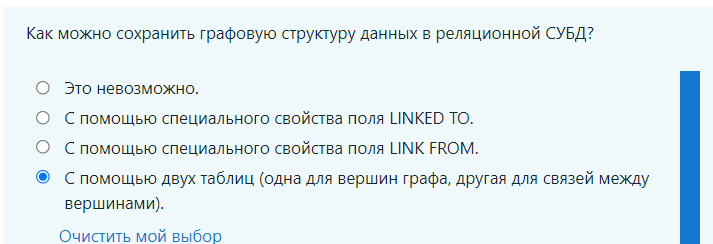 Как можно сохранить графовую структуру данных в реляционной СУБД?
Это невозможно.
С помощью специального свойства поля LINKED TO.
С помощью специального свойства поля LINK FROM.
С помощью двух таблиц (одна для вершин графа, другая для связей между
вершинами).
Очистить мой выбор